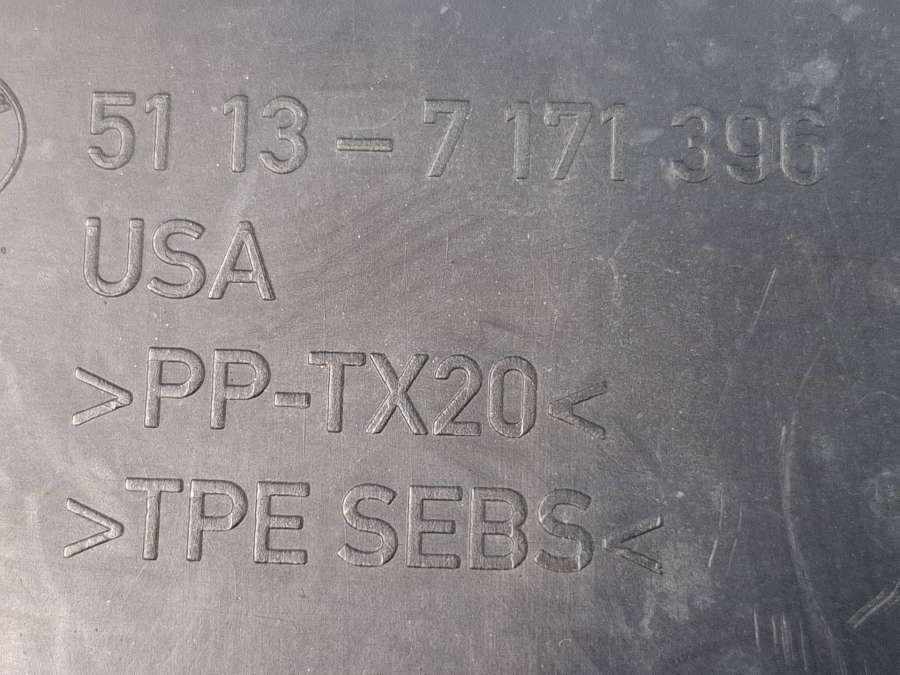 51 13 - 7 171 396
USA
>PP-TX20<
>TPE SEBS<